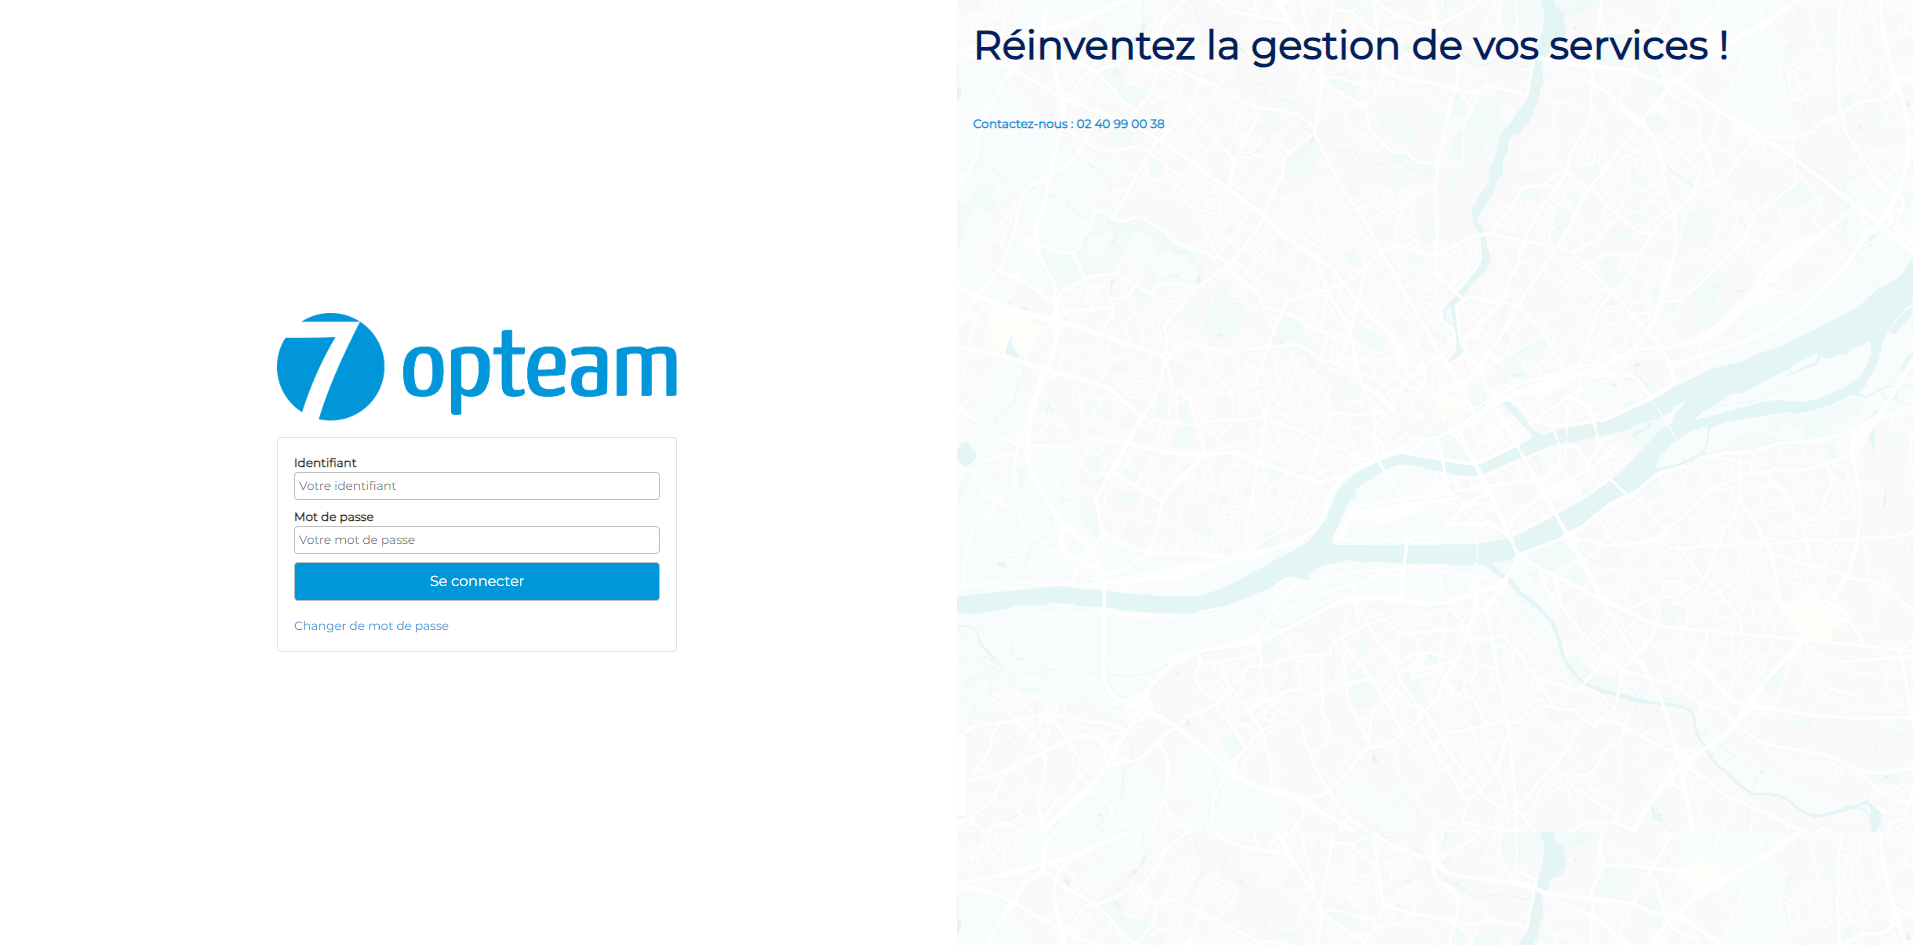 7 opteam
Identifiant
Votre identifiant
Mot de passe
Votre mot de passe
Se connecter
Changer de mot de passe
Réinventez la gestion de vos services !
Contactez-nous : 02 40 99 00 38